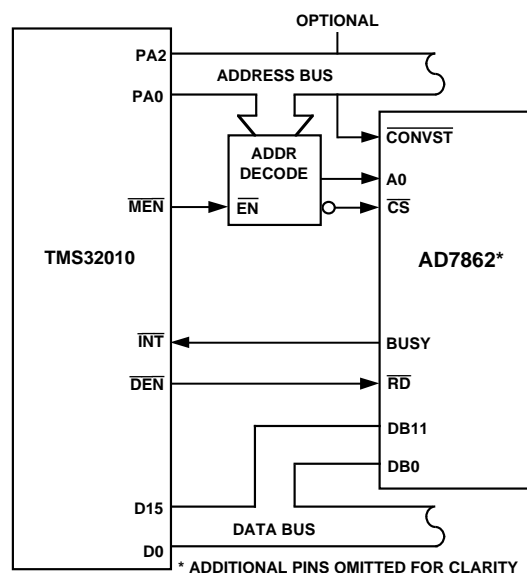 OPTIONAL
PA2
ADDRESS BUS
PA0
CONVST
ADDR
DECODE
A0
MEN
EN
CS
TMS32010
AD7862*
INT
BUSY
DEN
RD
DB11
DB0
D15
DATA BUS
D0
* ADDITIONAL PINS OMITTED FOR CLARITY